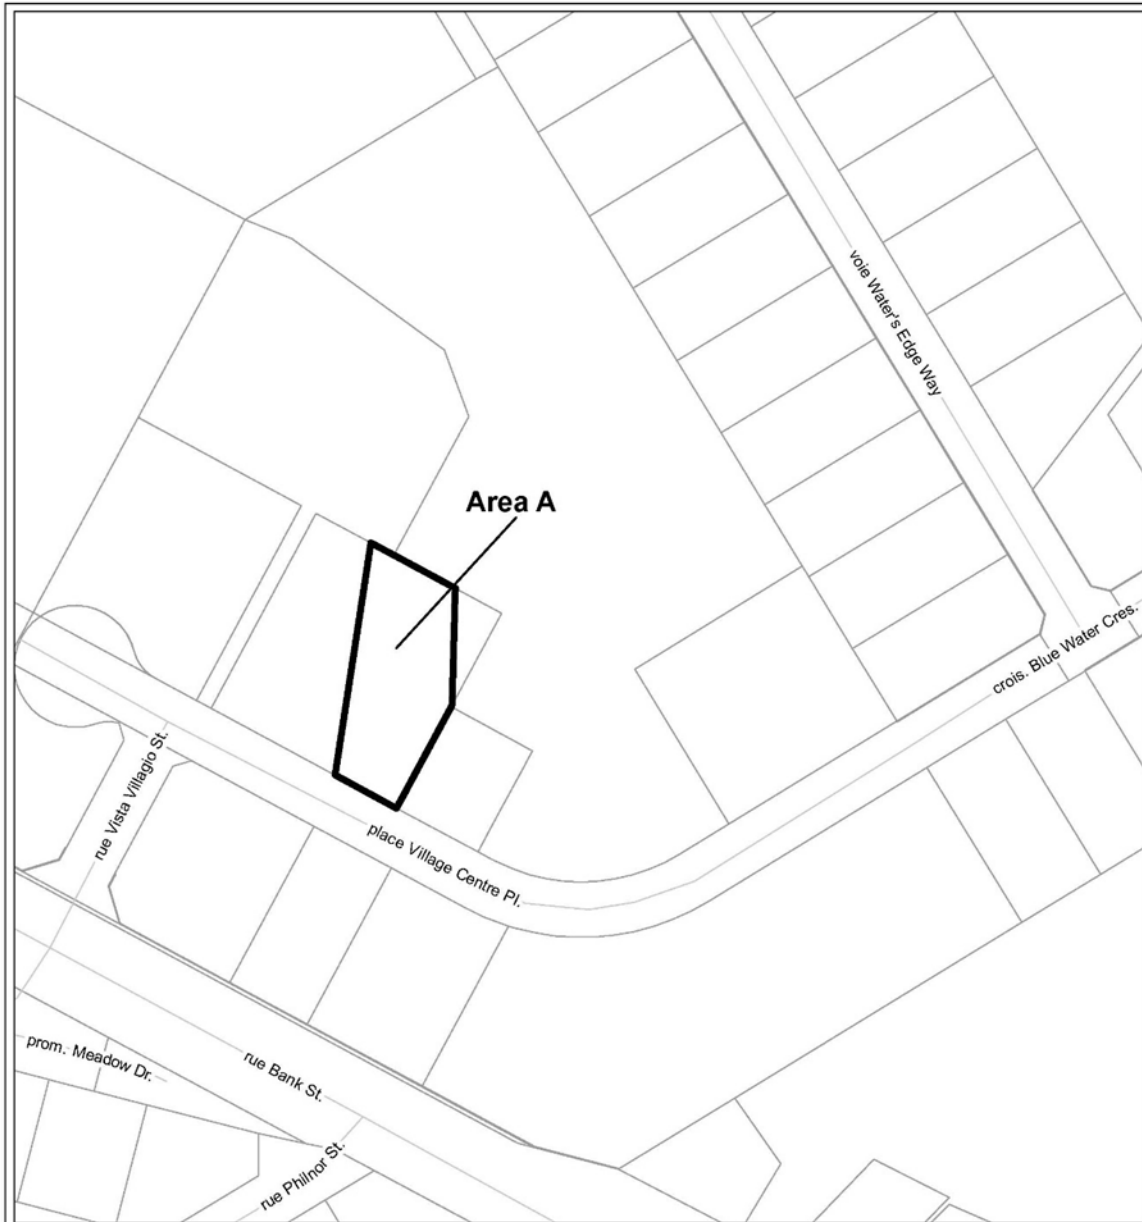 voie Water's Edge Way
Area A
crois. Blue Water Cres.
rue Vista Villagio St.
place Village Centre Pl.
prom. Meadow Dr.
rue Bank St.
rue Philnor St.